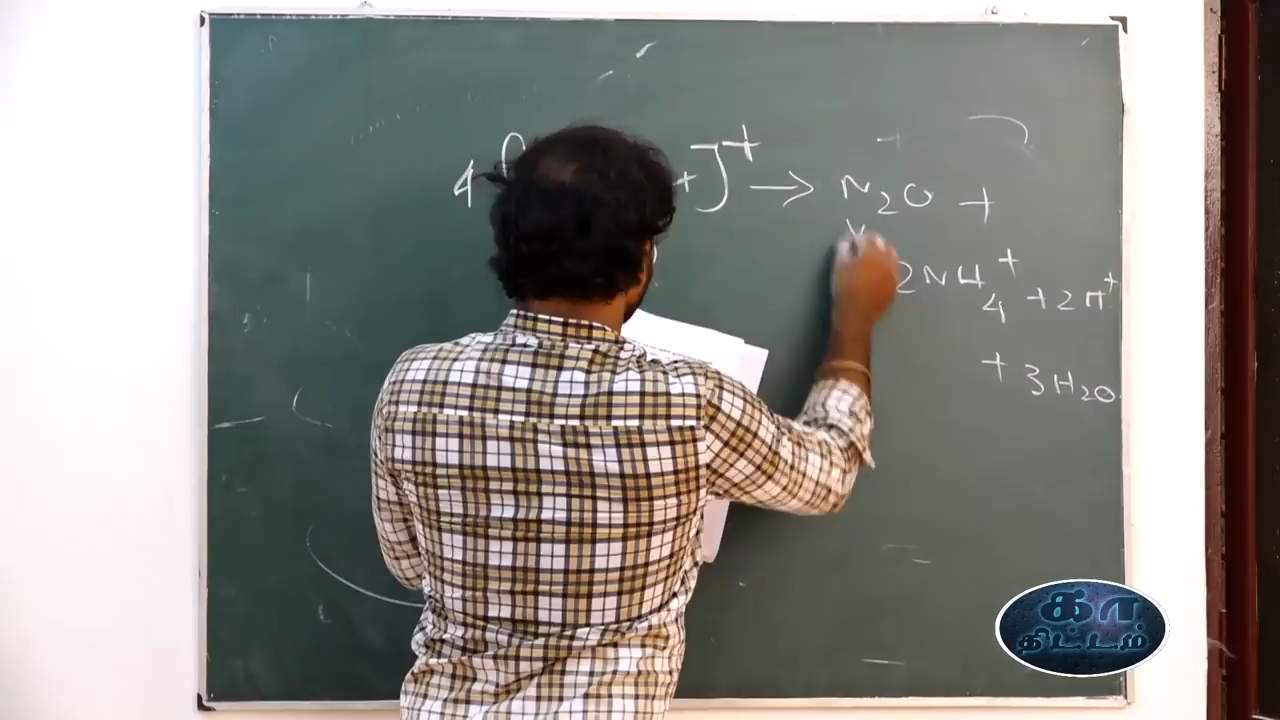 4 + ]⁺ → N₂O +
2NH₄⁺ + 2H⁺
+ 3H₂O
கா
திட்டம்